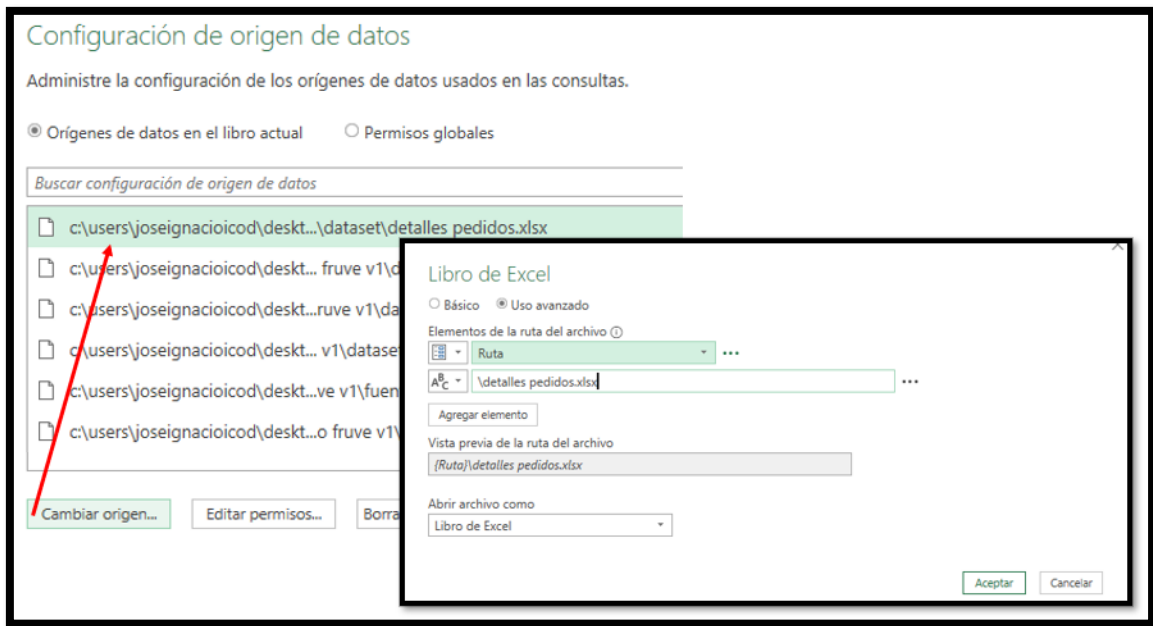 Configuración de origen de datos
Administre la configuración de los orígenes de datos usados en las consultas.
Orígenes de datos en el libro actual Permisos globales
Buscar configuración de origen de datos
c:\users\joseignacioicod\deskt...\dataset\detalles pedidos.xlsx
c:\users\joseignacioicod\deskt... fruve v1\d
c:\users\joseignacioicod\deskt...ruve v1\da
c:\users\joseignacioicod\deskt... v1\datase
c:\users\joseignacioicod\deskt...ve v1\fuen
c:\users\joseignacioicod\deskt...o fruve v1\
Cambiar origen... Editar permisos... Borra
Libro de Excel
Básico Uso avanzado
Elementos de la ruta del archivo
Ruta
ABC \detalles pedidos.xlsx
Agregar elemento
Vista previa de la ruta del archivo
{Ruta}\detalles pedidos.xlsx
Abrir archivo como
Libro de Excel
Aceptar Cancelar